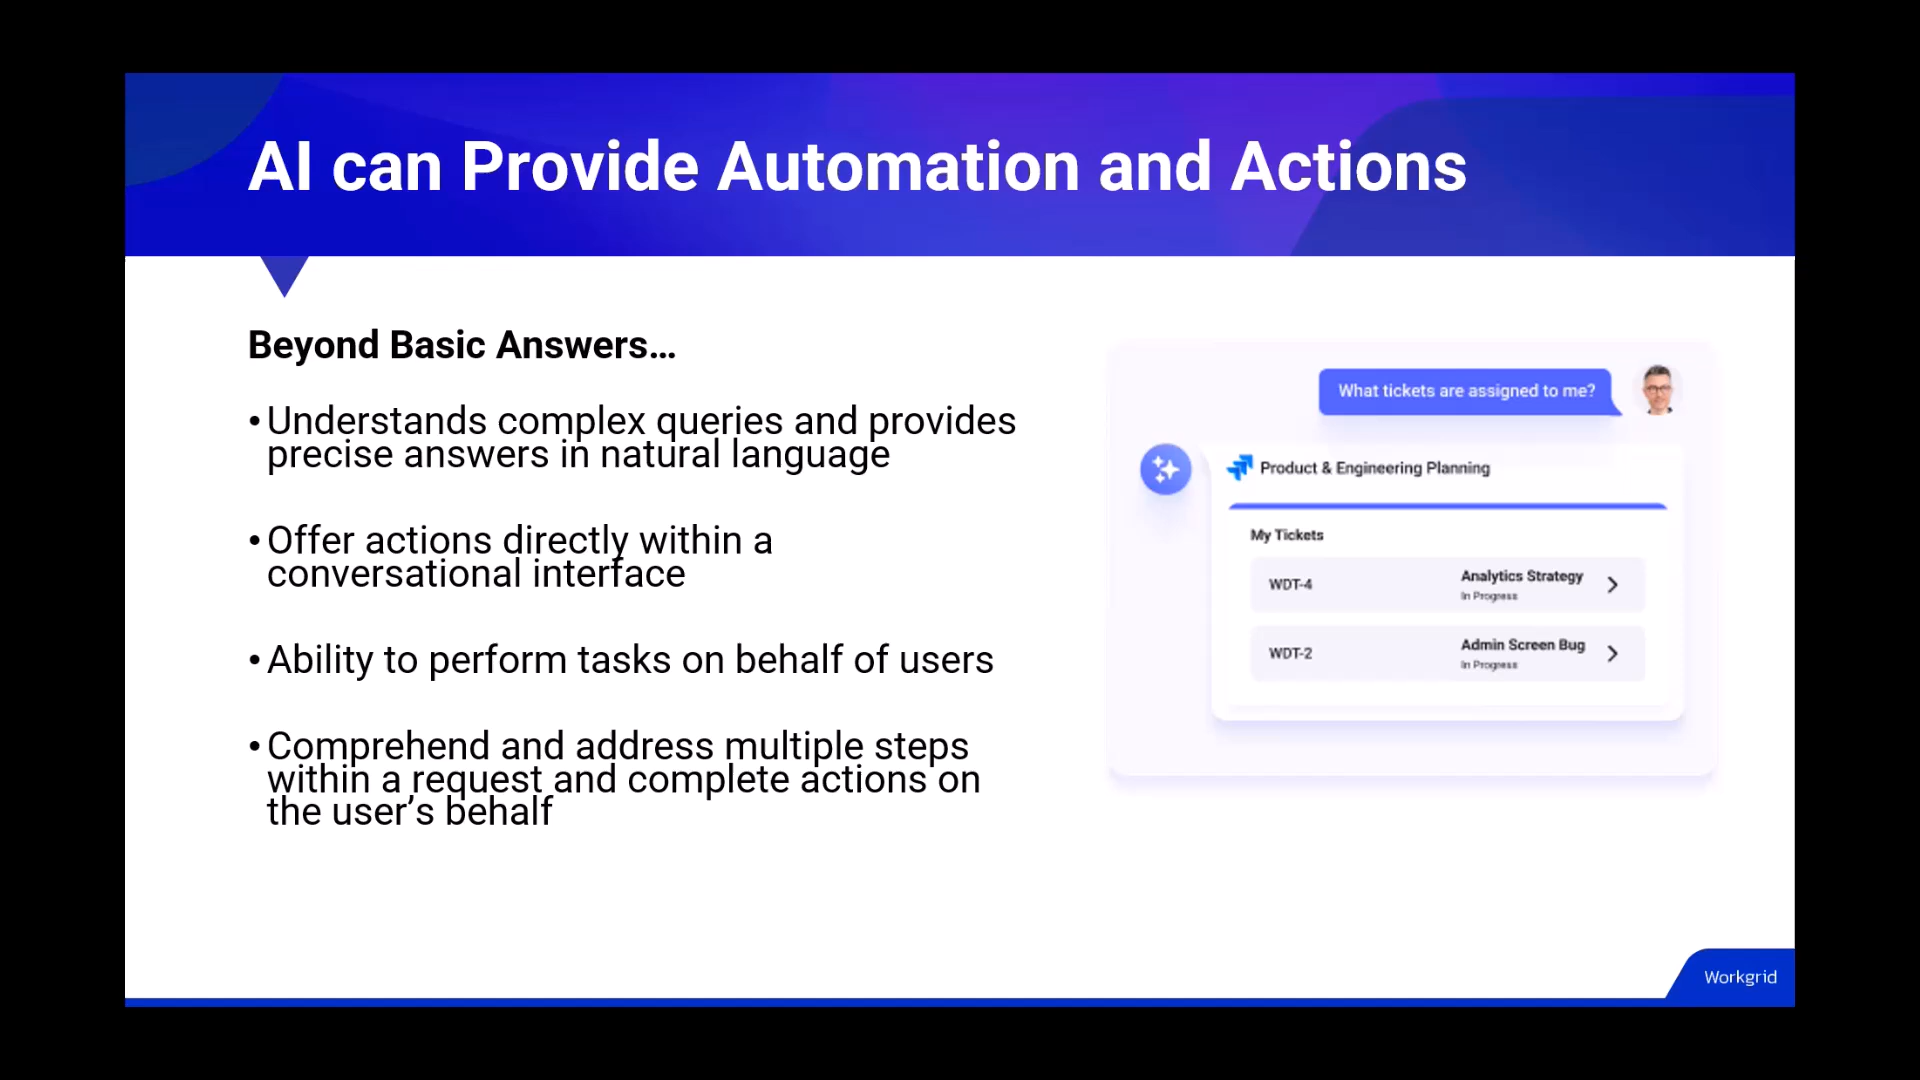 AI can Provide Automation and Actions
Beyond Basic Answers…
•Understands complex queries and provides
precise answers in natural language
•Offer actions directly within a
conversational interface
•Ability to perform tasks on behalf of users
•Comprehend and address multiple steps
within a request and complete actions on
the user’s behalf
What tickets are assigned to me?
Product & Engineering Planning
My Tickets
WDT-4
Analytics Strategy
In Progress
WDT-2
Admin Screen Bug
In Progress
Workgrid